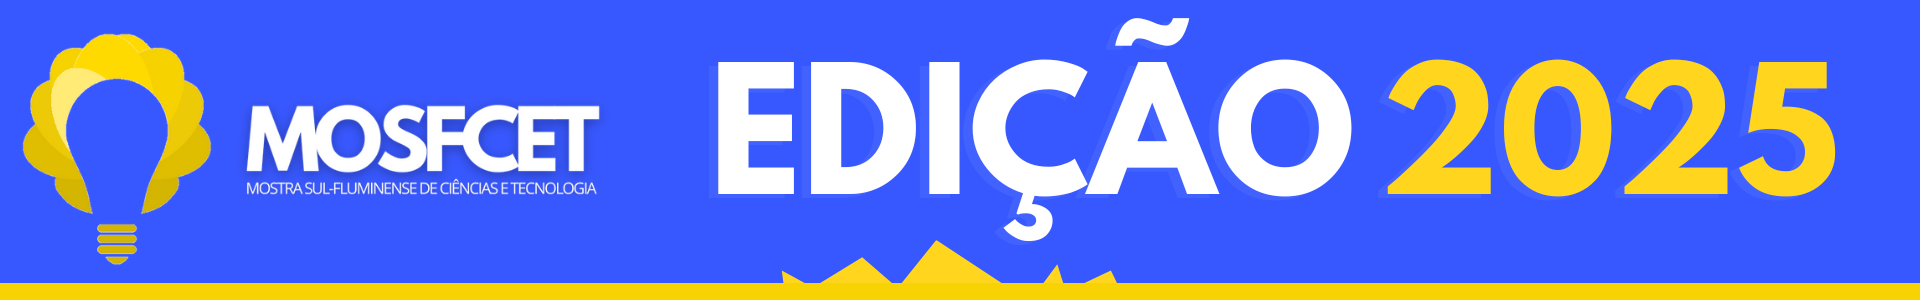 MOSFCET
MOSTRA SUL-FLUMINENSE DE CIÊNCIAS E TECNOLOGIA
EDIÇÃO 2025